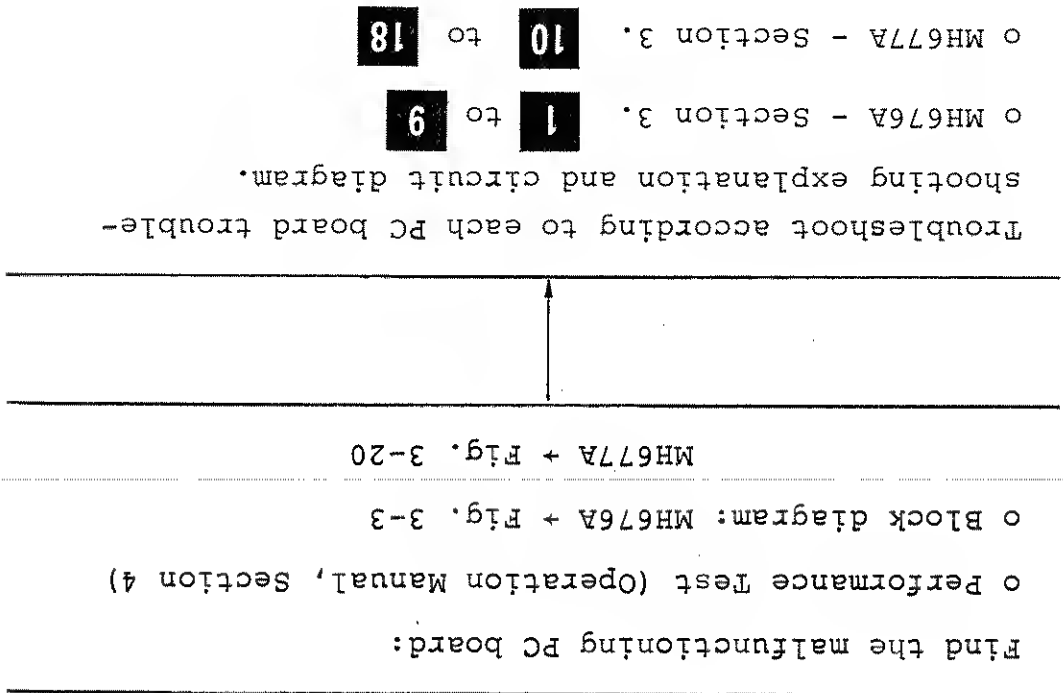 Find the malfunctioning PC board:
o Performance Test (Operation Manual, Section 4)
o Block diagram: MH676A → Fig. 3-3
MH677A → Fig. 3-20
Troubleshoot according to each PC board trouble-
shooting explanation and circuit diagram.
o MH676A - Section 3. 1 to 9
o MH677A - Section 3. 10 to 18